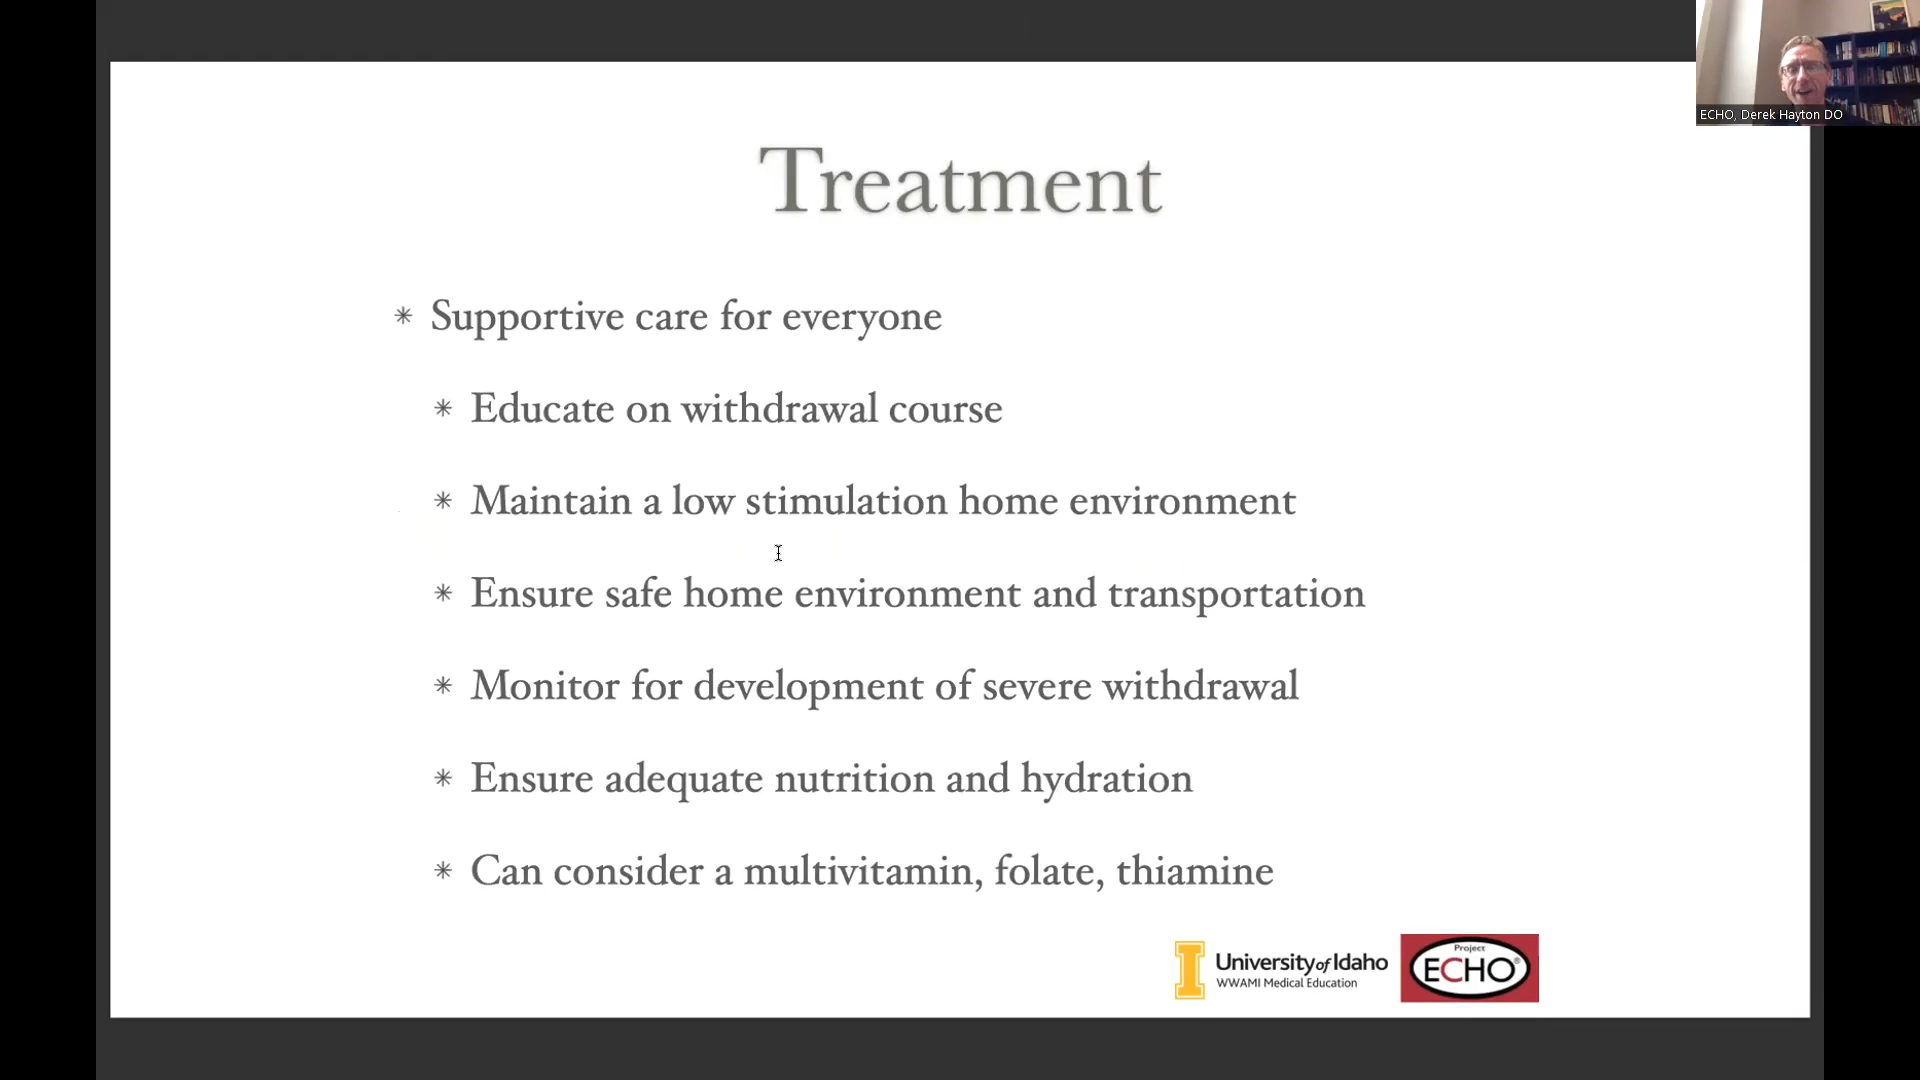 ECHO, Derek Hayton DO
Treatment
* Supportive care for everyone
* Educate on withdrawal course
* Maintain a low stimulation home environment
* Ensure safe home environment and transportation
* Monitor for development of severe withdrawal
* Ensure adequate nutrition and hydration
* Can consider a multivitamin, folate, thiamine
I University of Idaho
WWAMI Medical Education
Project
ECHO®